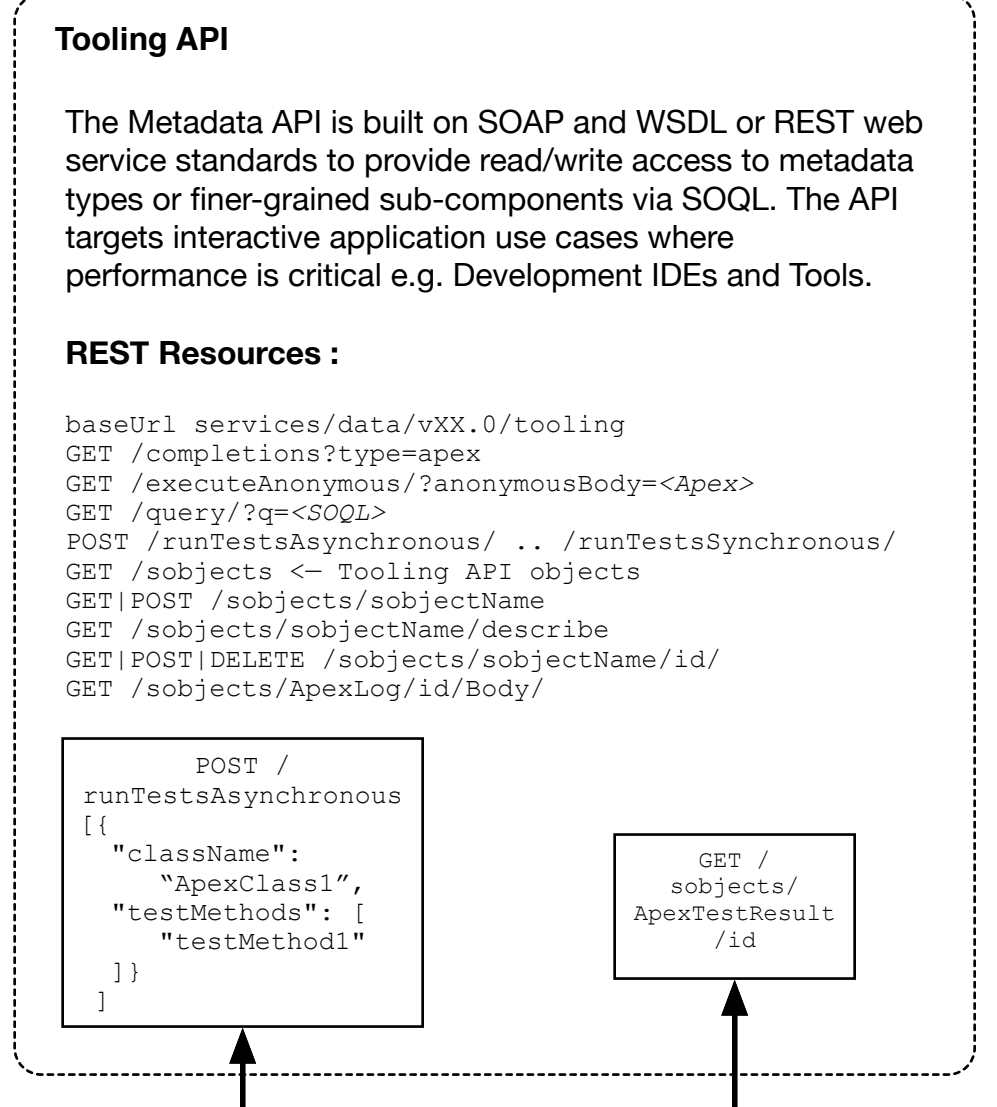 Tooling API
The Metadata API is built on SOAP and WSDL or REST web
service standards to provide read/write access to metadata
types or finer-grained sub-components via SOQL. The API
targets interactive application use cases where
performance is critical e.g. Development IDEs and Tools.
REST Resources :
baseUrl services/data/vXX.0/tooling
GET /completions?type=apex
GET /executeAnonymous/?anonymousBody=<Apex>
GET /query/?q=<SOQL>
POST /runTestsAsynchronous/ .. /runTestsSynchronous/
GET /sobjects <— Tooling API objects
GET|POST /sobjects/sobjectName
GET /sobjects/sobjectName/describe
GET|POST|DELETE /sobjects/sobjectName/id/
GET /sobjects/ApexLog/id/Body/
POST /
runTestsAsynchronous
[{
"className":
“ApexClass1”,
"testMethods": [
"testMethod1"
]}
]
GET /
sobjects/
ApexTestResult
/id